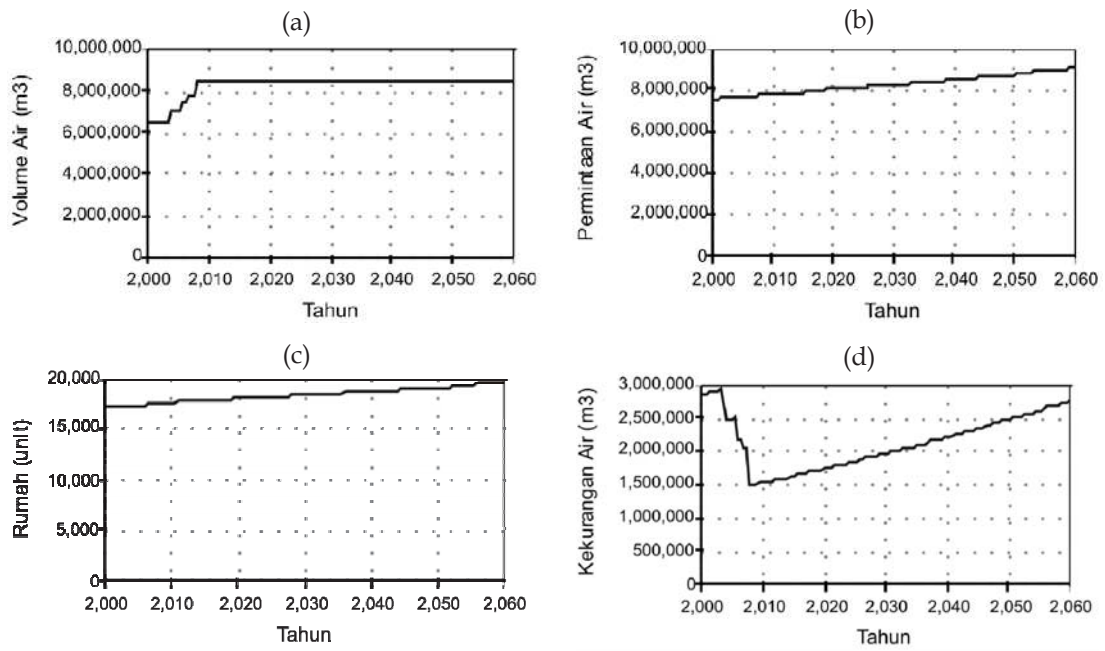 (a)
Volume Air (m3)
10,000,000
8,000,000
6,000,000
4,000,000
2,000,000
0
2,000 2,010 2,020 2,030 2,040 2,050 2,060
Tahun
(b)
Permintaan Air (m3)
10,000,000
8,000,000
6,000,000
4,000,000
2,000,000
0
2,000 2,010 2,020 2,030 2,040 2,050 2,060
Tahun
(c)
Rumah (unit)
20,000
15,000
10,000
5,000
0
2,000 2,010 2,020 2,030 2,040 2,050 2,060
Tahun
(d)
Kekurangan Air (m3)
3,000,000
2,500,000
2,000,000
1,500,000
1,000,000
500,000
0
2,000 2,010 2,020 2,030 2,040 2,050 2,060
Tahun